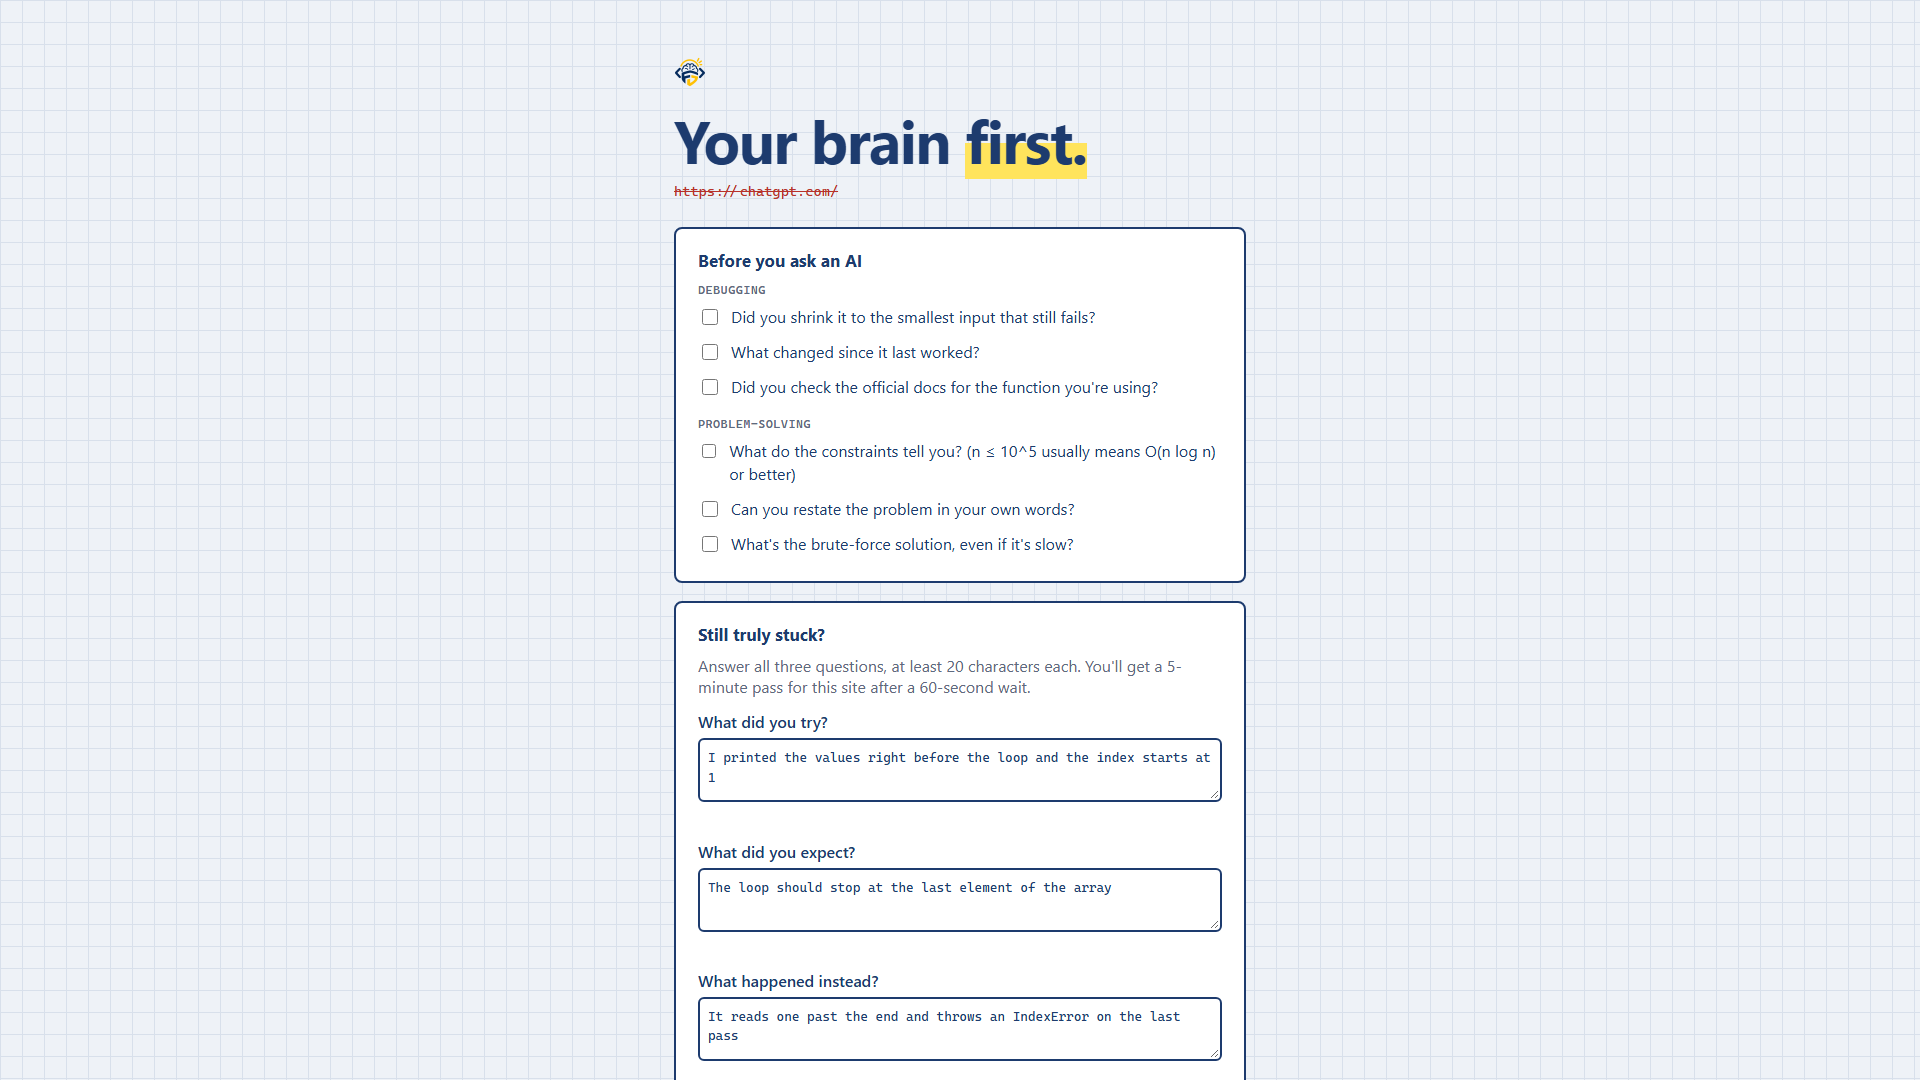 Your brain first.
https://chatgpt.com/
Before you ask an AI
DEBUGGING
Did you shrink it to the smallest input that still fails?
What changed since it last worked?
Did you check the official docs for the function you're using?
PROBLEM-SOLVING
What do the constraints tell you? (n ≤ 10^5 usually means O(n log n)
or better)
Can you restate the problem in your own words?
What's the brute-force solution, even if it's slow?
Still truly stuck?
Answer all three questions, at least 20 characters each. You'll get a 5-
minute pass for this site after a 60-second wait.
What did you try?
I printed the values right before the loop and the index starts at
1
What did you expect?
The loop should stop at the last element of the array
What happened instead?
It reads one past the end and throws an IndexError on the last
pass